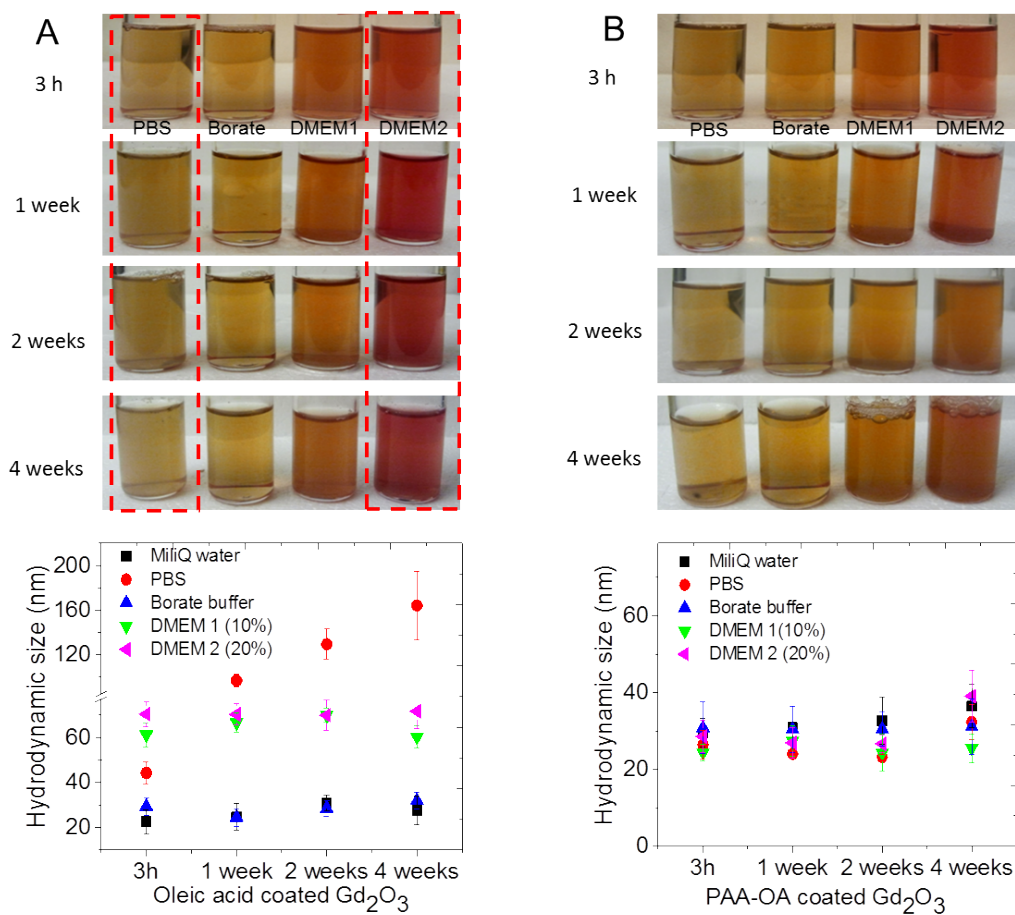 A
3 h
PBS Borate DMEM1 DMEM2
1 week
2 weeks
4 weeks
200
160
120
60
40
20
Hydrodynamic size (nm)
MiliQ water
PBS
Borate buffer
DMEM 1 (10%)
DMEM 2 (20%)
3h 1 week 2 weeks 4 weeks
Oleic acid coated Gd₂O₃
B
3 h
PBS Borate DMEM1 DMEM2
1 week
2 weeks
4 weeks
60
40
20
0
Hydrodynamic size (nm)
MiliQ water
PBS
Borate buffer
DMEM 1(10%)
DMEM 2 (20%)
3h 1 week 2 weeks 4 weeks
PAA-OA coated Gd₂O₃